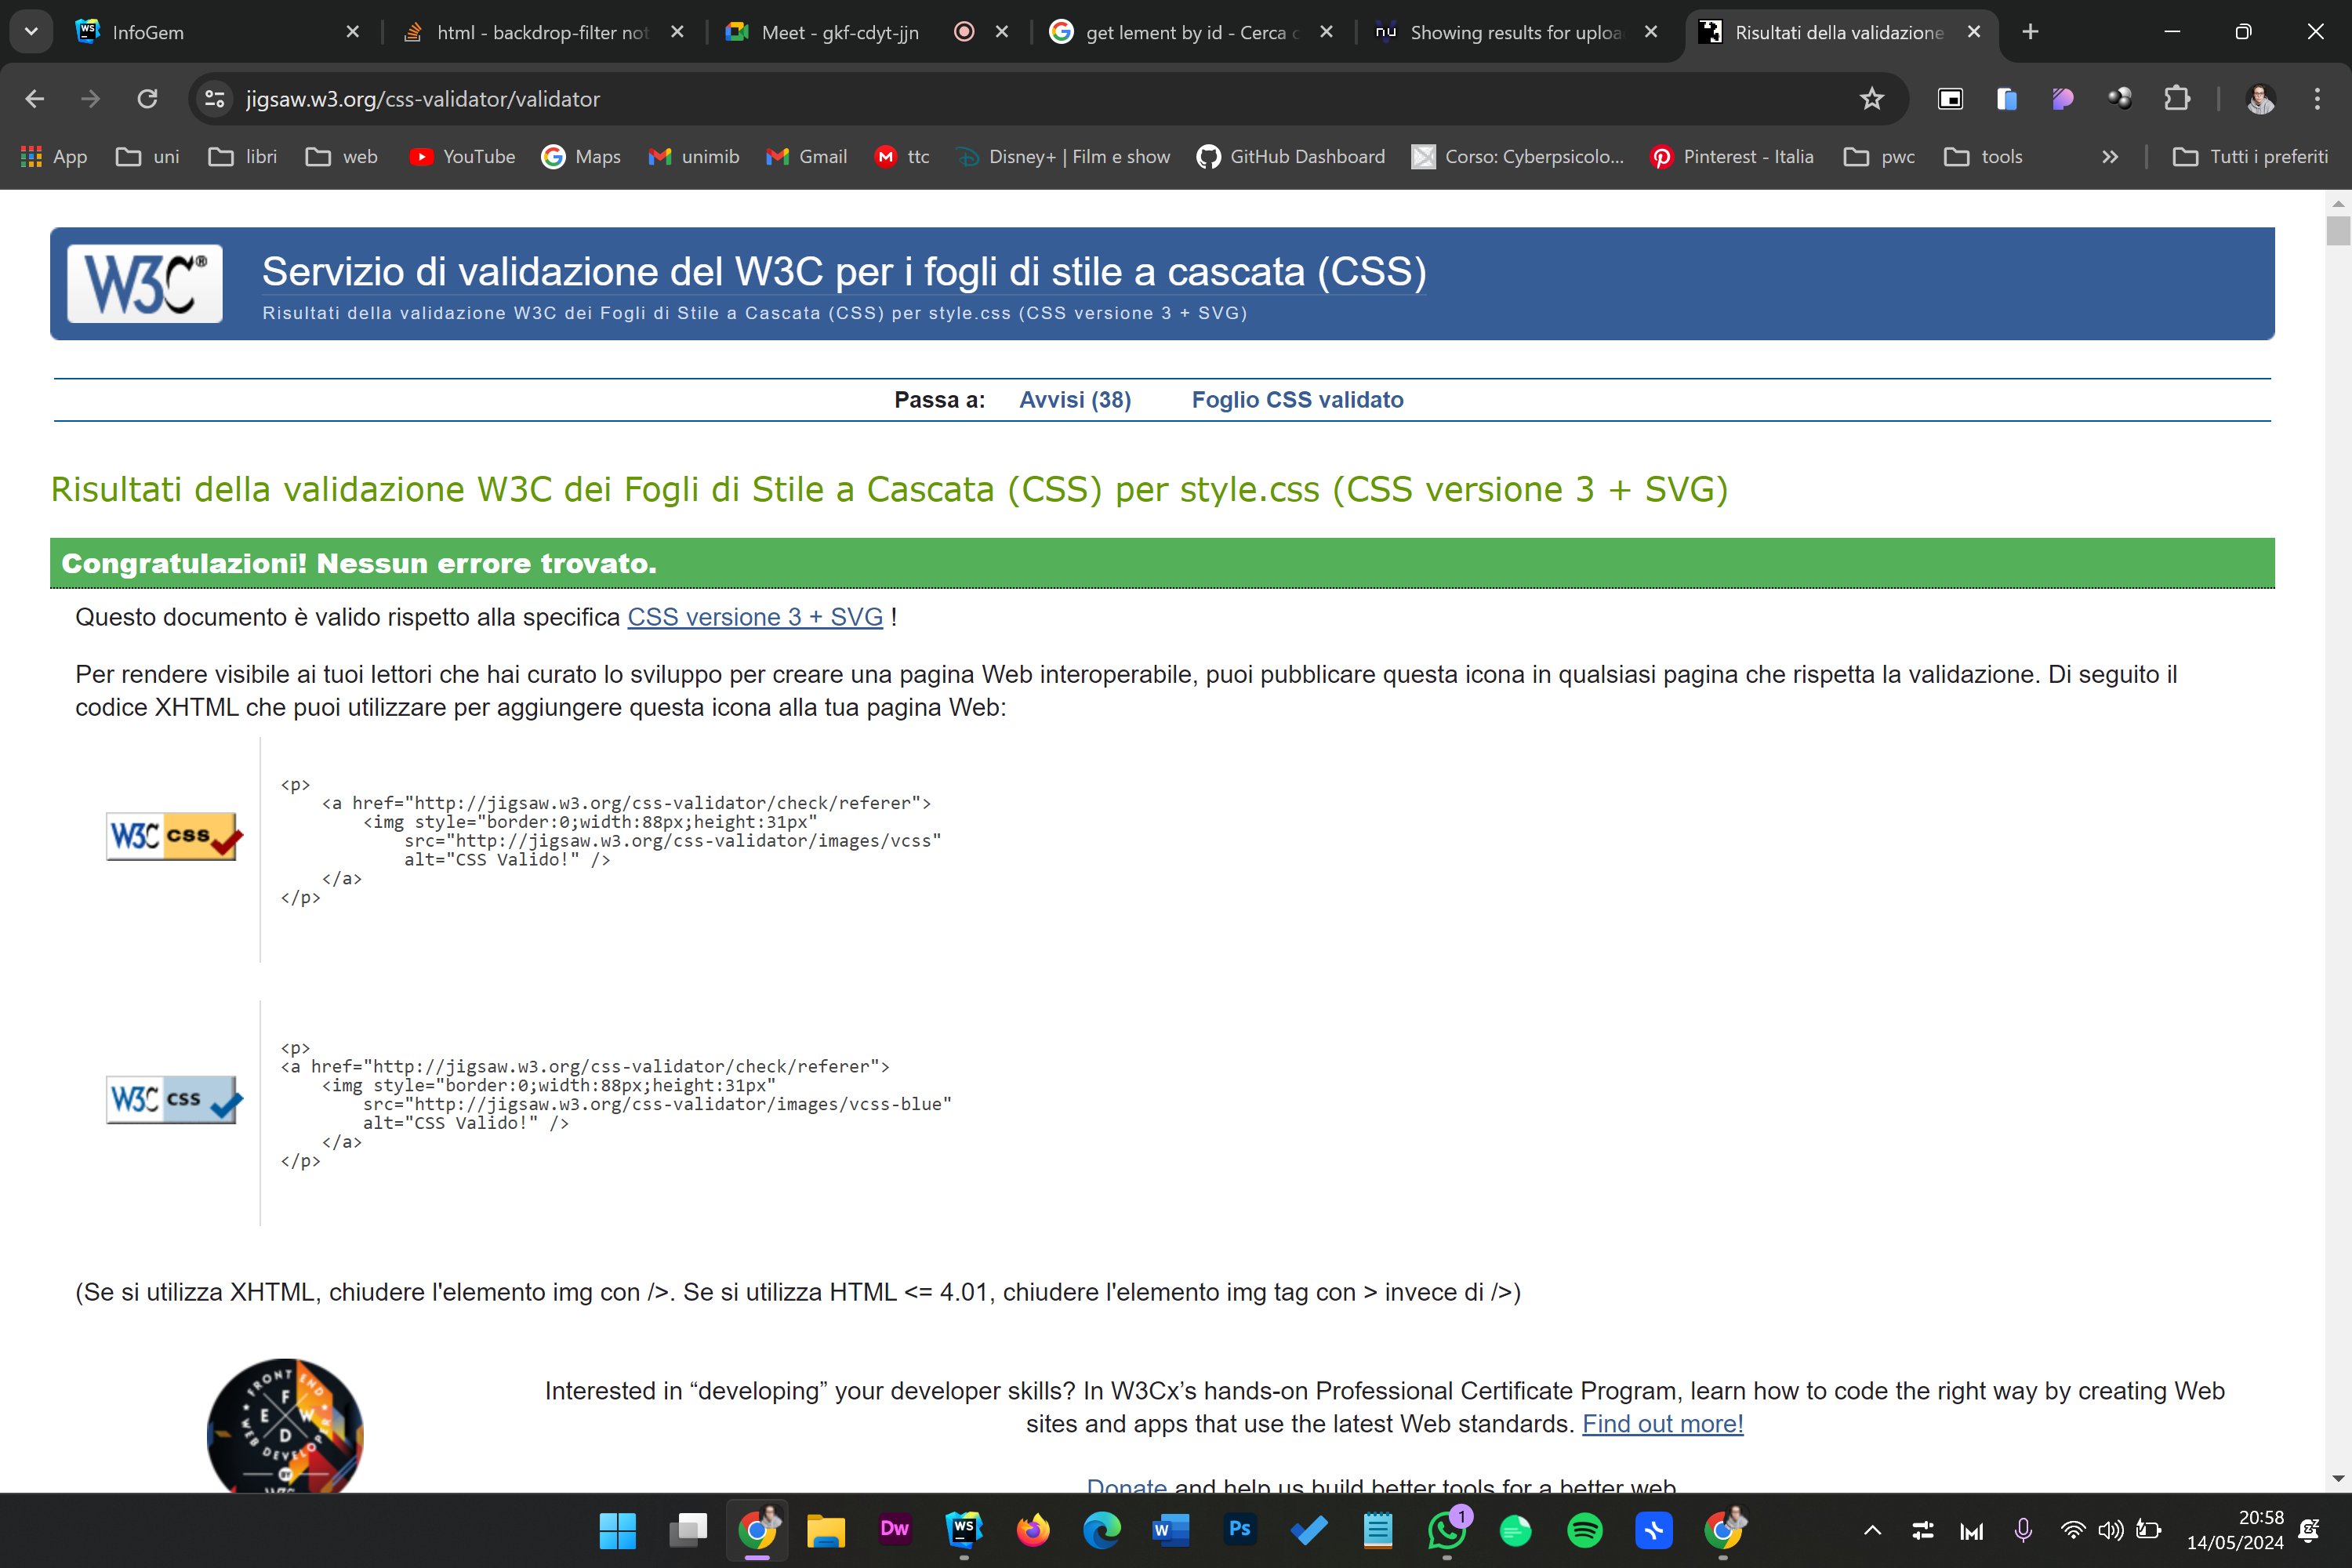 InfoGem
html - backdrop-filter not
Meet - gkf-cdyt-jjn
get lement by id - Cerca c
Showing results for uploa
Risultati della validazione
jigsaw.w3.org/css-validator/validator
App
uni
libri
web
YouTube
Maps
unimib
Gmail
ttc
Disney+ | Film e show
GitHub Dashboard
Corso: Cyberpsicolo...
Pinterest - Italia
pwc
tools
Tutti i preferiti
W3C®
Servizio di validazione del W3C per i fogli di stile a cascata (CSS)
Risultati della validazione W3C dei Fogli di Stile a Cascata (CSS) per style.css (CSS versione 3 + SVG)
Passa a: Avvisi (38) Foglio CSS validato
Risultati della validazione W3C dei Fogli di Stile a Cascata (CSS) per style.css (CSS versione 3 + SVG)
Congratulazioni! Nessun errore trovato.
Questo documento è valido rispetto alla specifica CSS versione 3 + SVG !
Per rendere visibile ai tuoi lettori che hai curato lo sviluppo per creare una pagina Web interoperabile, puoi pubblicare questa icona in qualsiasi pagina che rispetta la validazione. Di seguito il
codice XHTML che puoi utilizzare per aggiungere questa icona alla tua pagina Web:
W3C css
<p>
<a href="http://jigsaw.w3.org/css-validator/check/referer">
<img style="border:0;width:88px;height:31px"
src="http://jigsaw.w3.org/css-validator/images/vcss"
alt="CSS Valido!" />
</a>
</p>
W3C css
<p>
<a href="http://jigsaw.w3.org/css-validator/check/referer">
<img style="border:0;width:88px;height:31px"
src="http://jigsaw.w3.org/css-validator/images/vcss-blue"
alt="CSS Valido!" />
</a>
</p>
(Se si utilizza XHTML, chiudere l'elemento img con />. Se si utilizza HTML <= 4.01, chiudere l'elemento img tag con > invece di />)
FRONT END
F E W D
WEB DEVELOPER
BY
Interested in “developing” your developer skills? In W3Cx’s hands-on Professional Certificate Program, learn how to code the right way by creating Web
sites and apps that use the latest Web standards. Find out more!
Donate and help us build better tools for a better web.
Dw
WS
W
Ps
1
20:58
14/05/2024